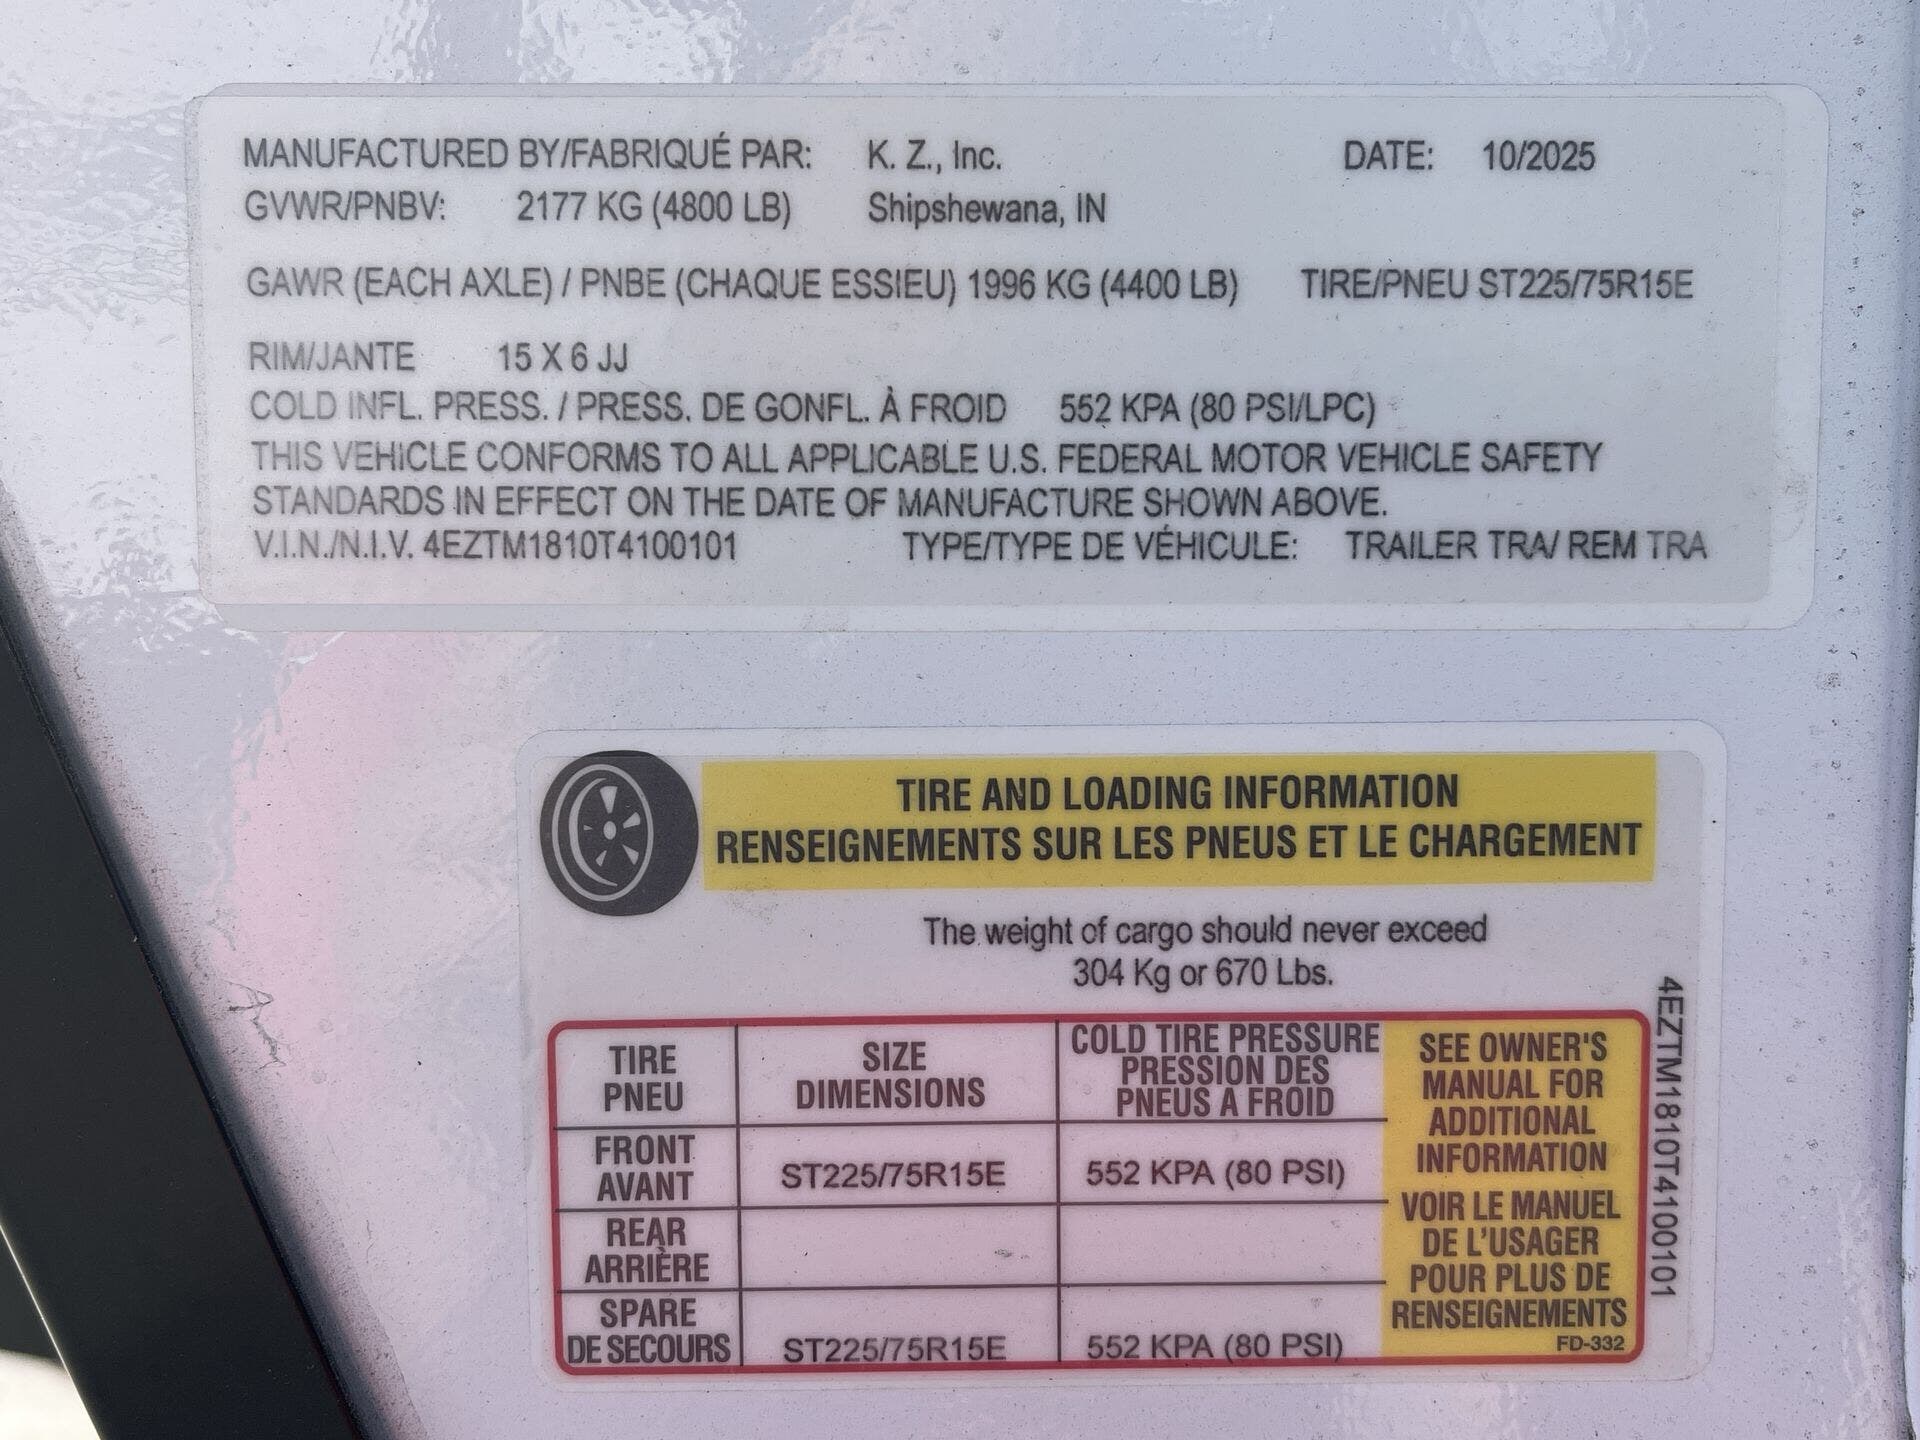 MANUFACTURED BY/FABRIQUÉ PAR: K. Z., Inc. DATE: 10/2025
GVWR/PNBV: 2177 KG (4800 LB) Shipshewana, IN
GAWR (EACH AXLE) / PNBE (CHAQUE ESSIEU) 1996 KG (4400 LB) TIRE/PNEU ST225/75R15E
RIM/JANTE 15 X 6 JJ
COLD INFL. PRESS. / PRESS. DE GONFL. À FROID 552 KPA (80 PSI/LPC)
THIS VEHICLE CONFORMS TO ALL APPLICABLE U.S. FEDERAL MOTOR VEHICLE SAFETY
STANDARDS IN EFFECT ON THE DATE OF MANUFACTURE SHOWN ABOVE.
V.I.N./N.I.V. 4EZTM1810T4100101 TYPE/TYPE DE VÉHICULE: TRAILER TRA/ REM TRA
TIRE AND LOADING INFORMATION
RENSEIGNEMENTS SUR LES PNEUS ET LE CHARGEMENT
The weight of cargo should never exceed
304 Kg or 670 Lbs.
TIRE
PNEU
SIZE
DIMENSIONS
COLD TIRE PRESSURE
PRESSION DES
PNEUS A FROID
FRONT
AVANT
ST225/75R15E
552 KPA (80 PSI)
REAR
ARRIÈRE
SPARE
DE SECOURS
ST225/75R15E
552 KPA (80 PSI)
SEE OWNER'S
MANUAL FOR
ADDITIONAL
INFORMATION
VOIR LE MANUEL
DE L'USAGER
POUR PLUS DE
RENSEIGNEMENTS
FD-332
4EZTM1810T4100101